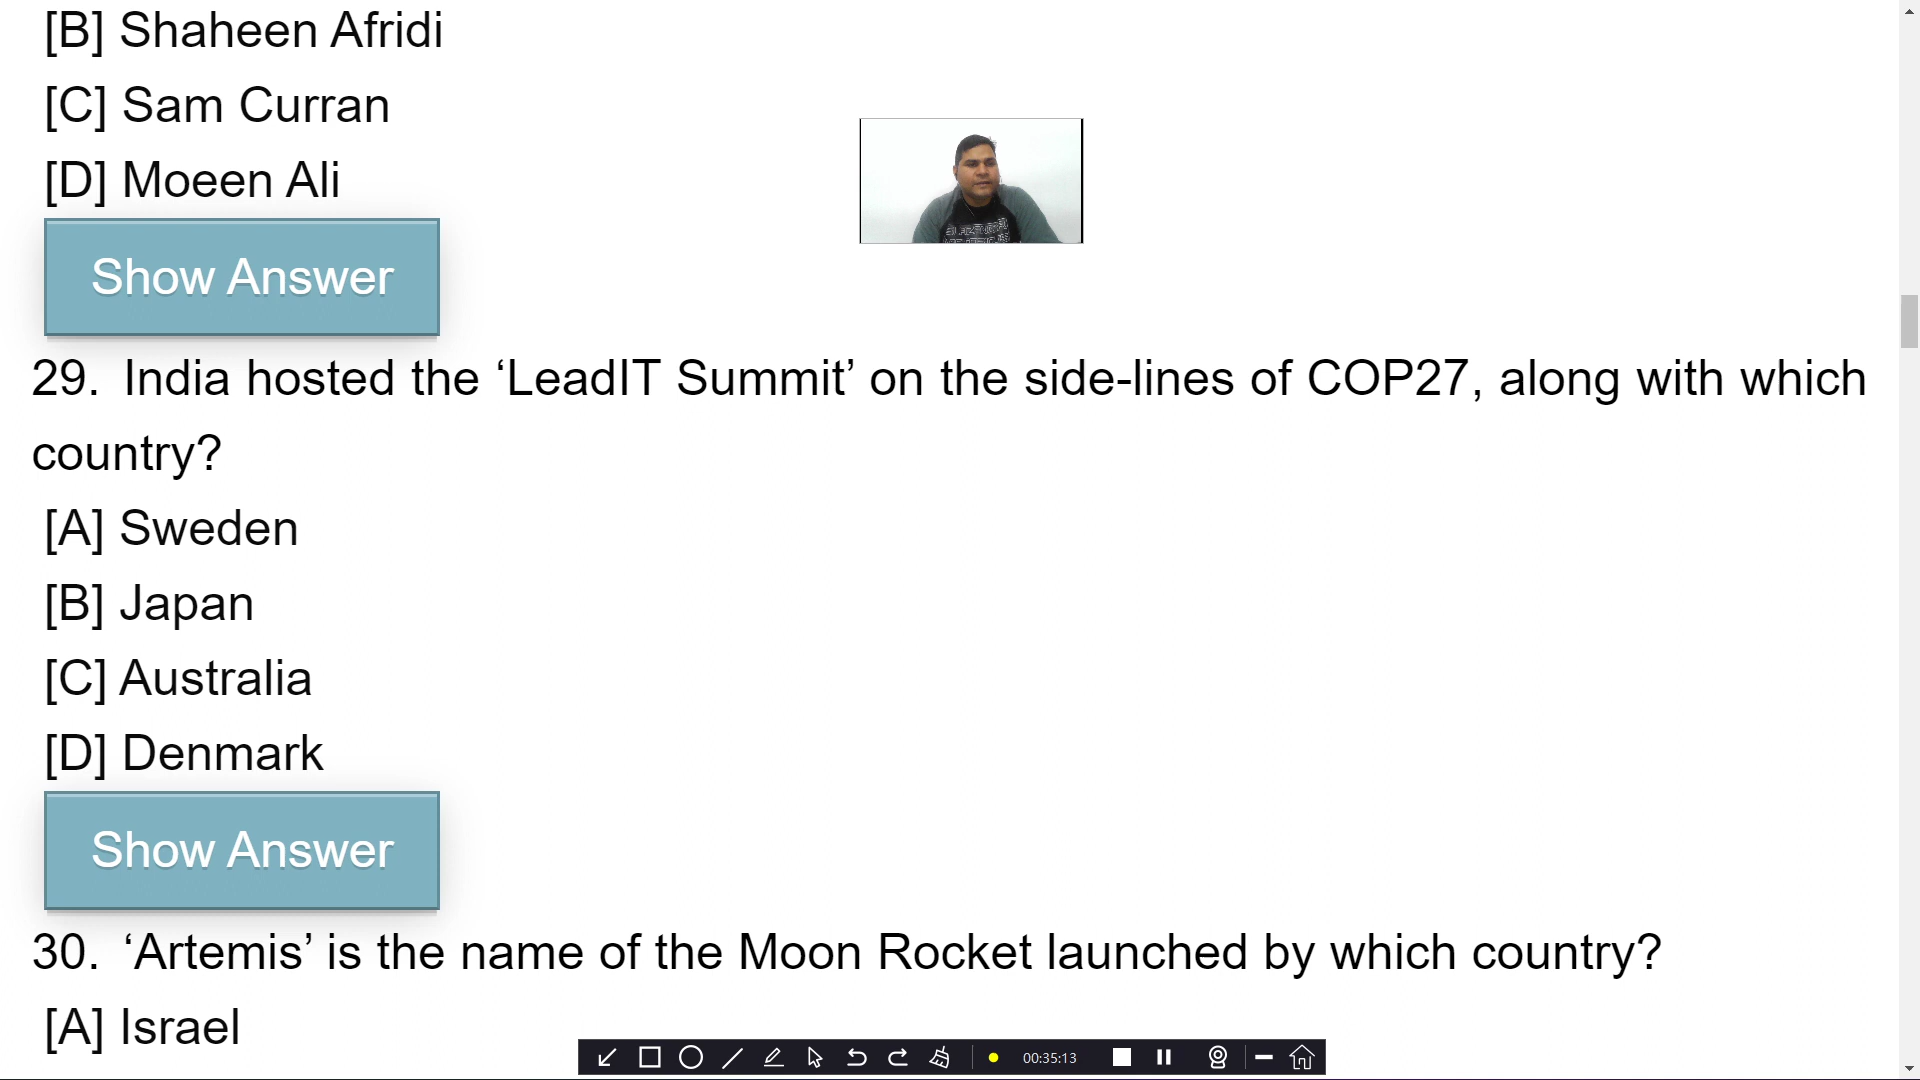 [B] Shaheen Afridi
[C] Sam Curran
[D] Moeen Ali
Show Answer
29. India hosted the ‘LeadIT Summit’ on the side-lines of COP27, along with which
country?
[A] Sweden
[B] Japan
[C] Australia
[D] Denmark
Show Answer
30. ‘Artemis’ is the name of the Moon Rocket launched by which country?
[A] Israel
00:35:13